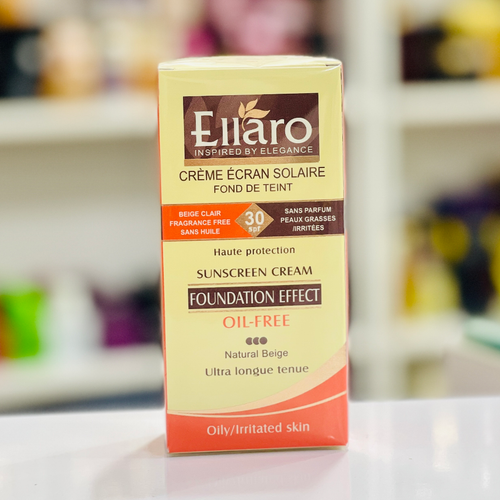 Ellaro
INSPIRED BY ELEGANCE
CRÈME ÉCRAN SOLAIRE
FOND DE TEINT
BEIGE CLAIR
FRAGRANCE FREE
SANS HUILE
30
spf
SANS PARFUM
PEAUX GRASSES
/IRRITÉES
Haute protection
SUNSCREEN CREAM
FOUNDATION EFFECT
OIL-FREE
Natural Beige
Ultra longue tenue
Oily/Irritated skin